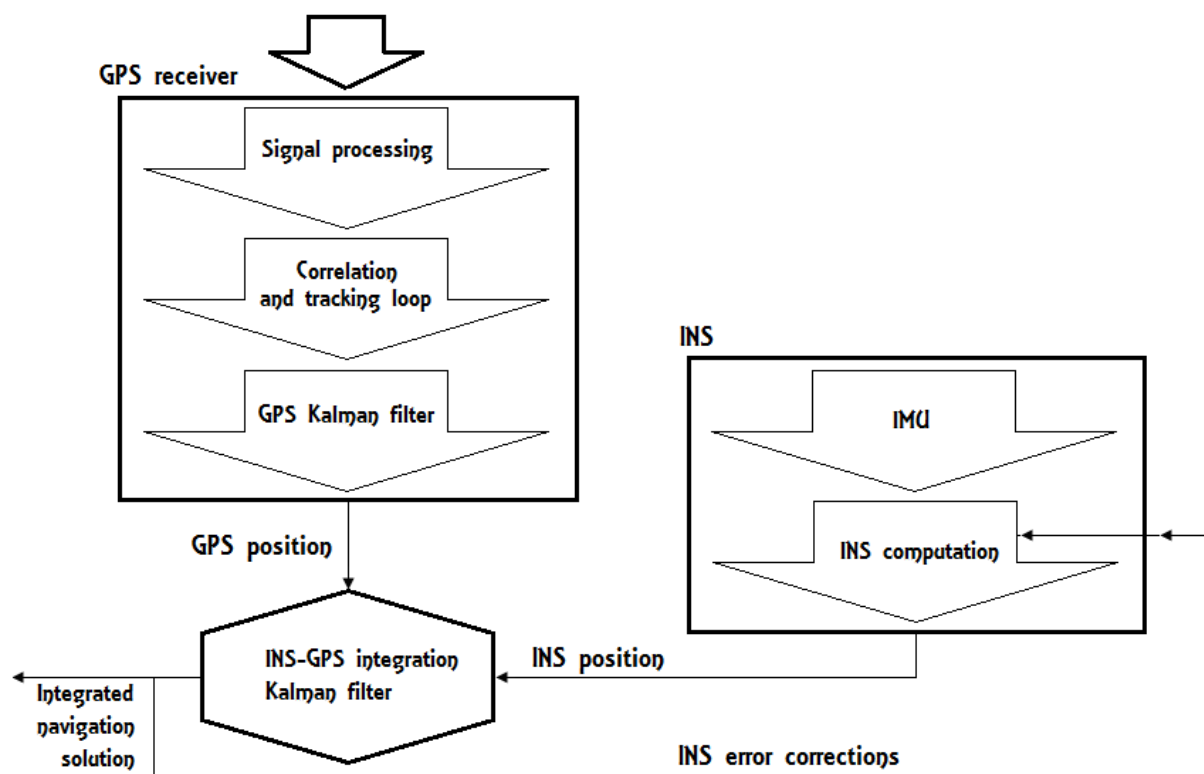 GPS receiver
Signal processing
Correlation
and tracking loop
GPS Kalman filter
GPS position
INS
IMU
INS computation
INS position
INS-GPS integration
Kalman filter
Integrated
navigation
solution
INS error corrections